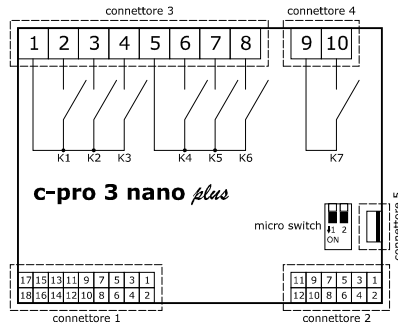 connettore 3
connettore 4
1 2 3 4 5 6 7 8
9 10
K1 K2 K3 K4 K5 K6 K7
c-pro 3 nano plus
micro switch
1 2
ON
connettore 5
17 15 13 11 9 7 5 3 1
18 16 14 12 10 8 6 4 2
11 9 7 5 3 1
12 10 8 6 4 2
connettore 1
connettore 2